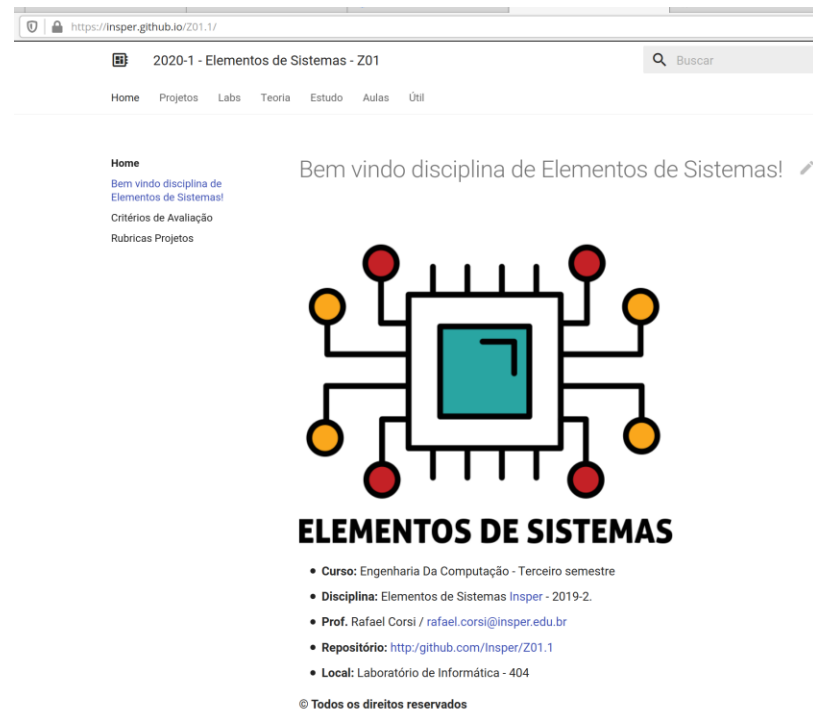 https://insper.github.io/Z01.1/
2020-1 - Elementos de Sistemas - Z01
Buscar
Home Projetos Labs Teoria Estudo Aulas Útil
Home
Bem vindo disciplina de
Elementos de Sistemas!
Critérios de Avaliação
Rubricas Projetos
Bem vindo disciplina de Elementos de Sistemas!
ELEMENTOS DE SISTEMAS
• Curso: Engenharia Da Computação - Terceiro semestre
• Disciplina: Elementos de Sistemas Insper - 2019-2.
• Prof. Rafael Corsi / rafael.corsi@insper.edu.br
• Repositório: http:/github.com/Insper/Z01.1
• Local: Laboratório de Informática - 404
© Todos os direitos reservados